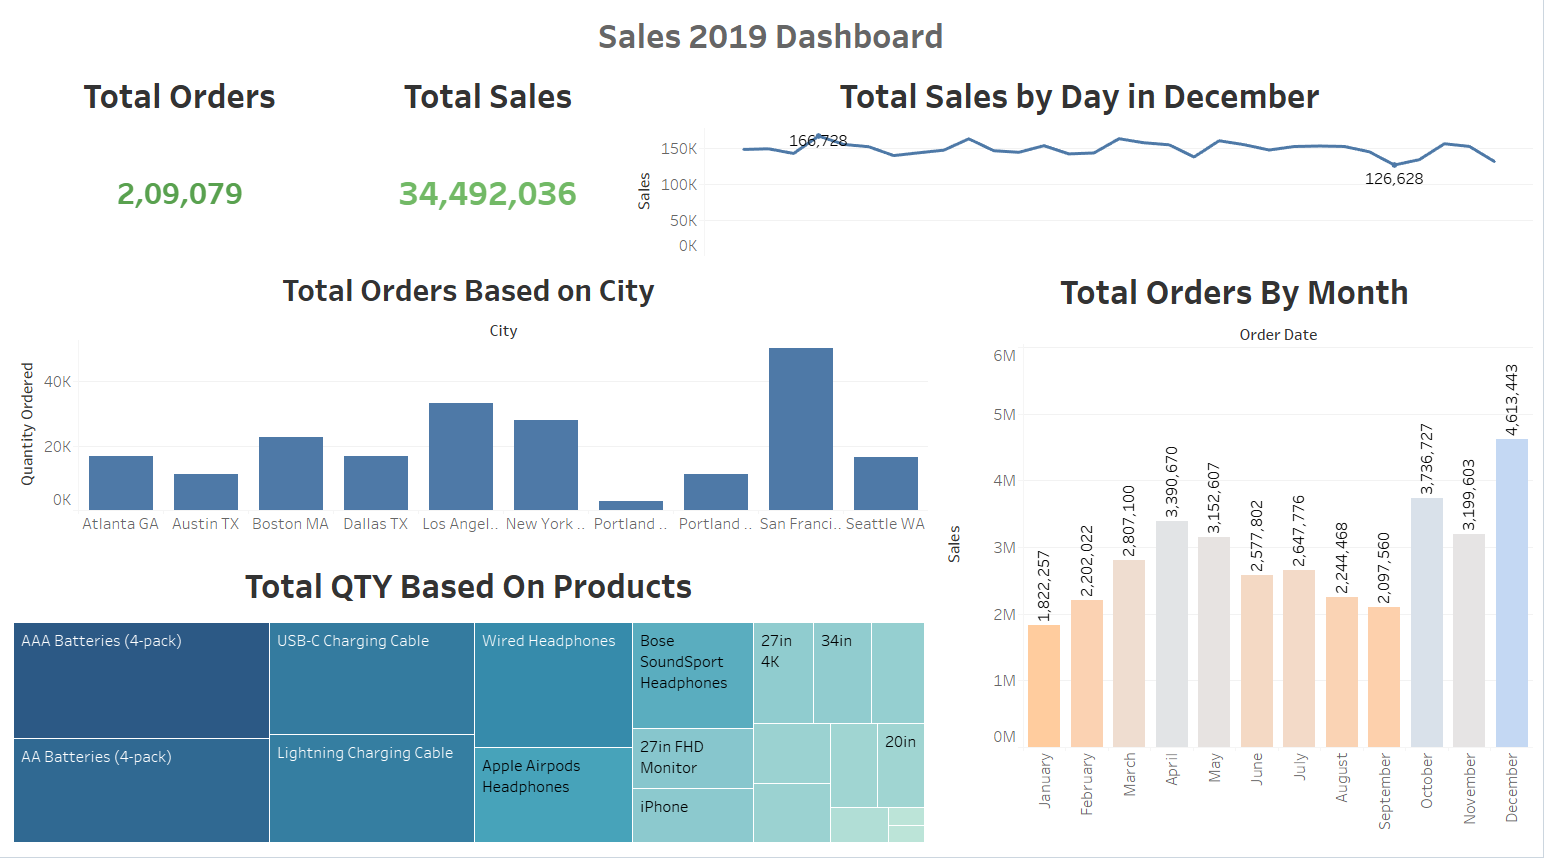 Sales 2019 Dashboard
Total Orders
2,09,079
Total Sales
34,492,036
Total Sales by Day in December
Sales
150K
100K
50K
0K
166,728
126,628
Total Orders Based on City
City
Quantity Ordered
40K
20K
0K
Atlanta GA
Austin TX
Boston MA
Dallas TX
Los Angel..
New York ..
Portland ..
Portland ..
San Franci..
Seattle WA
Total Orders By Month
Order Date
Sales
6M
5M
4M
3M
2M
1M
0M
1,822,257
2,202,022
2,807,100
3,390,670
3,152,607
2,577,802
2,647,776
2,244,468
2,097,560
3,736,727
3,199,603
4,613,443
January
February
March
April
May
June
July
August
September
October
November
December
Total QTY Based On Products
AAA Batteries (4-pack)
AA Batteries (4-pack)
USB-C Charging Cable
Lightning Charging Cable
Wired Headphones
Apple Airpods
Headphones
Bose
SoundSport
Headphones
27in FHD
Monitor
iPhone
27in
4K
34in
20in